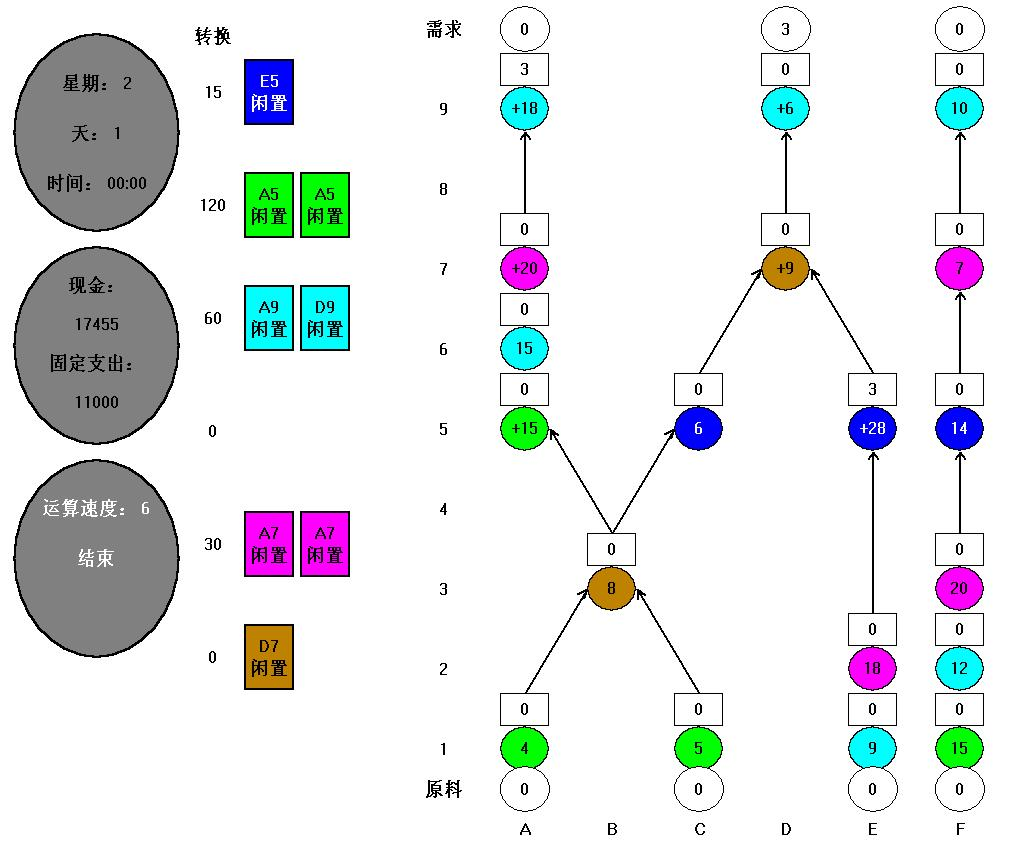 星期： 2
天： 1
时间： 00:00
现金：
17455
固定支出：
11000
运算速度： 6
结束
转换
15
E5
闲置
120
A5
闲置
A5
闲置
60
A9
闲置
D9
闲置
0
30
A7
闲置
A7
闲置
0
D7
闲置
需求 0 3 0
3 0 0
9 +18 +6 10
8
0 0 0
7 +20 +9 7
0
6 15
0 0 3 0
5 +15 6 +28 14
4
0 0
3 8 20
0 0
2 18 12
0 0 0 0
1 4 5 9 15
原料 0 0 0 0
A B C D E F